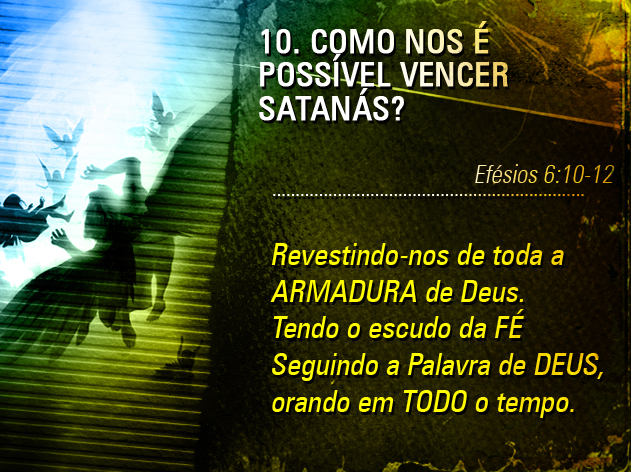 10. COMO NOS É
POSSÍVEL VENCER
SATANÁS?
Efésios 6:10-12
Revestindo-nos de toda a
ARMADURA de Deus.
Tendo o escudo da FÉ
Seguindo a Palavra de DEUS,
orando em TODO o tempo.